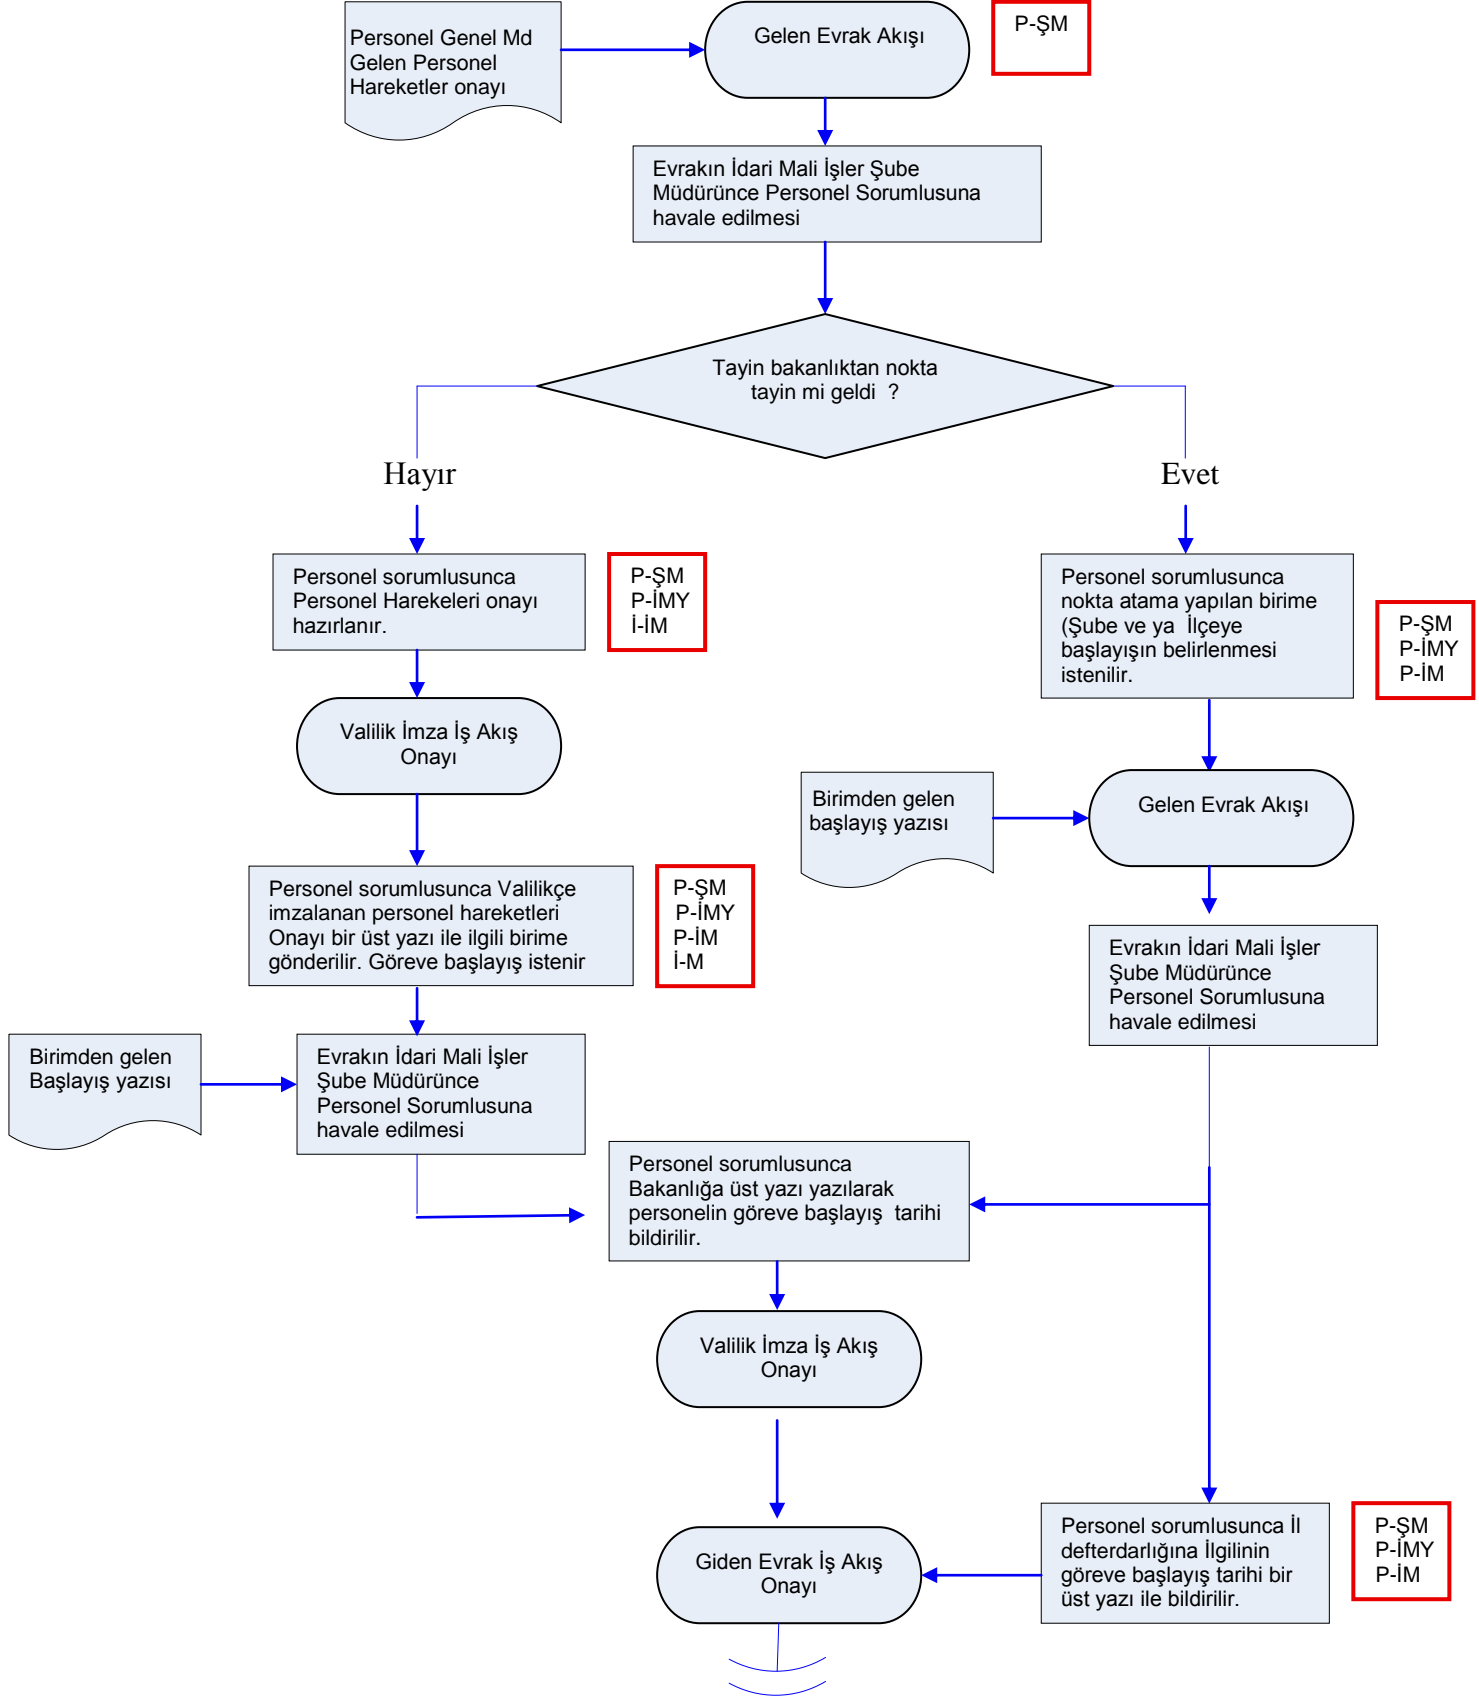 Personel Genel Md
Gelen Personel
Hareketler onayı
Gelen Evrak Akışı
P-ŞM
Evrakın İdari Mali İşler Şube
Müdürünce Personel Sorumlusuna
havale edilmesi
Tayin bakanlıktan nokta
tayin mi geldi ?
Hayır
Evet
Personel sorumlusunca
Personel Harekeleri onayı
hazırlanır.
P-ŞM
P-İMY
İ-İM
Personel sorumlusunca
nokta atama yapılan birime
(Şube ve ya İlçeye
başlayışın belirlenmesi
istenilir.
P-ŞM
P-İMY
P-İM
Valilik İmza İş Akış
Onayı
Birimden gelen
başlayış yazısı
Gelen Evrak Akışı
Personel sorumlusunca Valilikçe
imzalanan personel hareketleri
Onayı bir üst yazı ile ilgili birime
gönderilir. Göreve başlayış istenir
P-ŞM
P-İMY
P-İM
İ-M
Evrakın İdari Mali İşler
Şube Müdürünce
Personel Sorumlusuna
havale edilmesi
Birimden gelen
Başlayış yazısı
Evrakın İdari Mali İşler
Şube Müdürünce
Personel Sorumlusuna
havale edilmesi
Personel sorumlusunca
Bakanlığa üst yazı yazılarak
personelin göreve başlayış tarihi
bildirilir.
Valilik İmza İş Akış
Onayı
Giden Evrak İş Akış
Onayı
Personel sorumlusunca İl
defterdarlığına İlgilinin
göreve başlayış tarihi bir
üst yazı ile bildirilir.
P-ŞM
P-İMY
P-İM